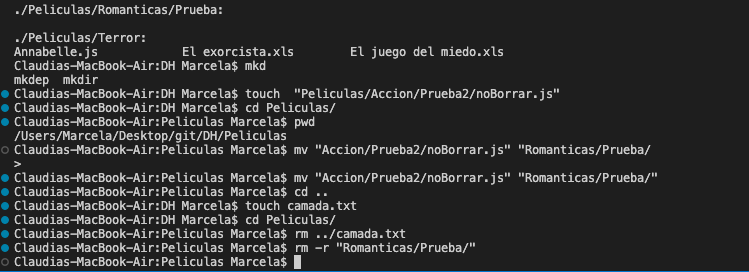 ./Peliculas/Romanticas/Prueba:

./Peliculas/Terror:
Annabelle.js          El exorcista.xls          El juego del miedo.xls
Claudias-MacBook-Air:DH Marcela$ mkd
mkdep  mkdir
Claudias-MacBook-Air:DH Marcela$ touch  "Peliculas/Accion/Prueba2/noBorrar.js"
Claudias-MacBook-Air:DH Marcela$ cd Peliculas/
Claudias-MacBook-Air:Peliculas Marcela$ pwd
/Users/Marcela/Desktop/git/DH/Peliculas
Claudias-MacBook-Air:Peliculas Marcela$ mv "Accion/Prueba2/noBorrar.js" "Romanticas/Prueba/
>
Claudias-MacBook-Air:Peliculas Marcela$ mv "Accion/Prueba2/noBorrar.js" "Romanticas/Prueba/"
Claudias-MacBook-Air:Peliculas Marcela$ cd ..
Claudias-MacBook-Air:DH Marcela$ touch camada.txt
Claudias-MacBook-Air:DH Marcela$ cd Peliculas/
Claudias-MacBook-Air:Peliculas Marcela$ rm ../camada.txt
Claudias-MacBook-Air:Peliculas Marcela$ rm -r "Romanticas/Prueba/"
Claudias-MacBook-Air:Peliculas Marcela$